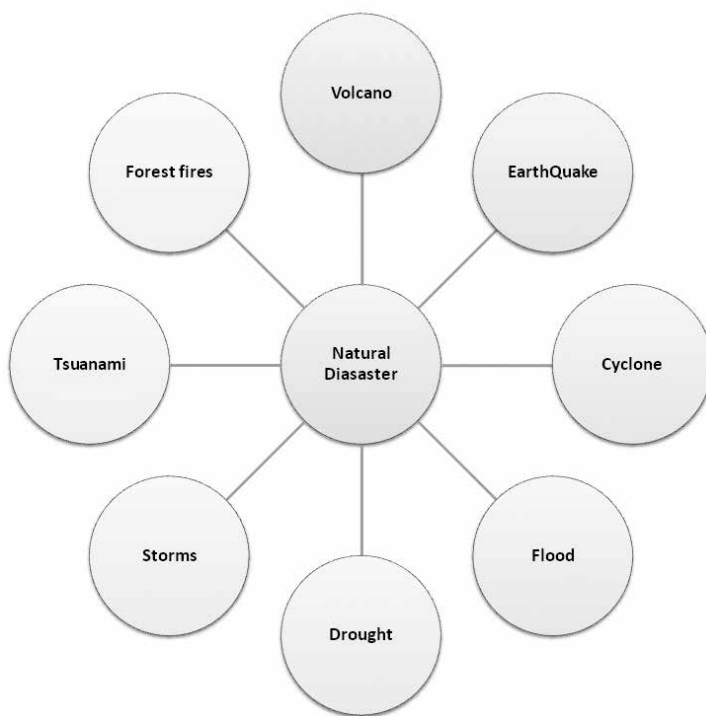 Volcano
Forest fires
EarthQuake
Tsuanami
Natural
Diasaster
Cyclone
Storms
Flood
Drought